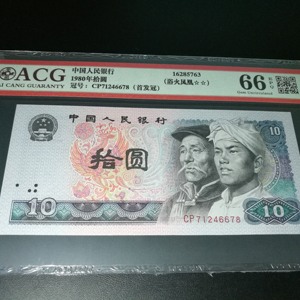 ACG
AI CANG GUARANTY
中国人民银行
1980年拾圆
冠号：CP71246678（首发冠）
16285763
（浴火凤凰☆☆）
66 EPQ
中国人民银行
10
拾圆
10
10
CP71246678